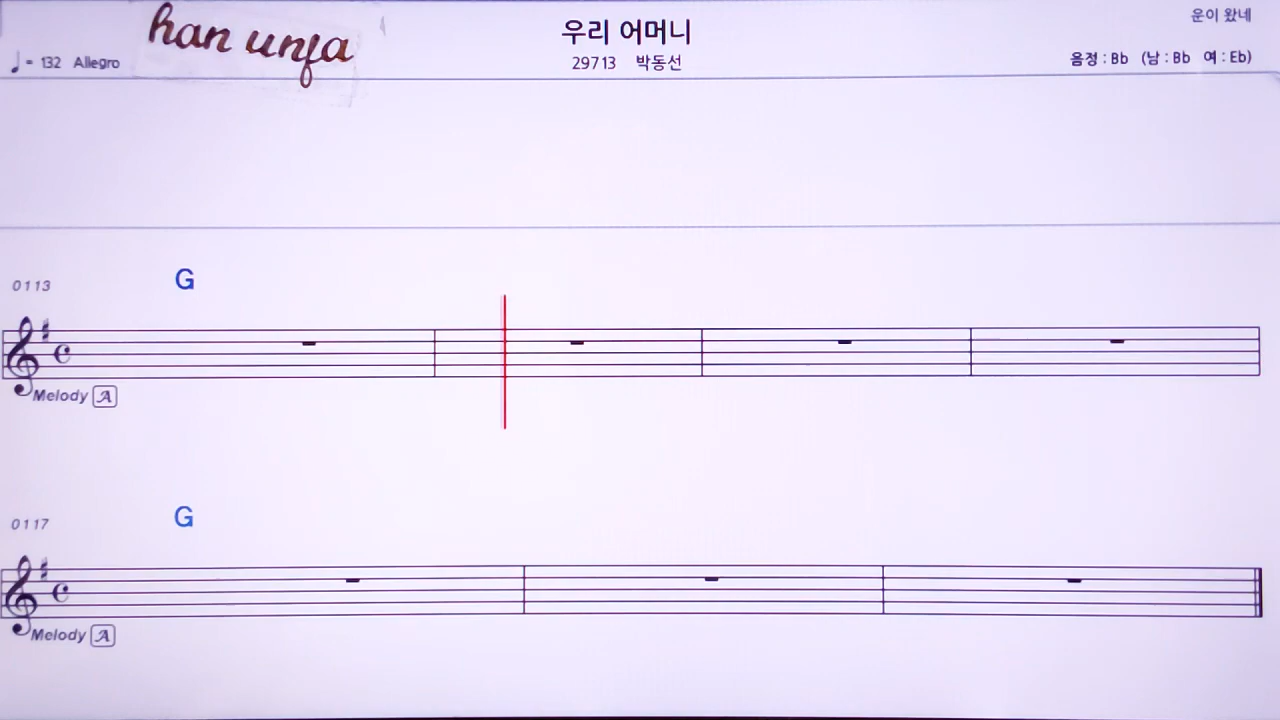 han unja
우리 어머니
운이 왔네
♩= 132 Allegro
29713 박동선
음정 : Bb (남 : Bb 여 : Eb)
0113
G
Melody A
0117
G
Melody A